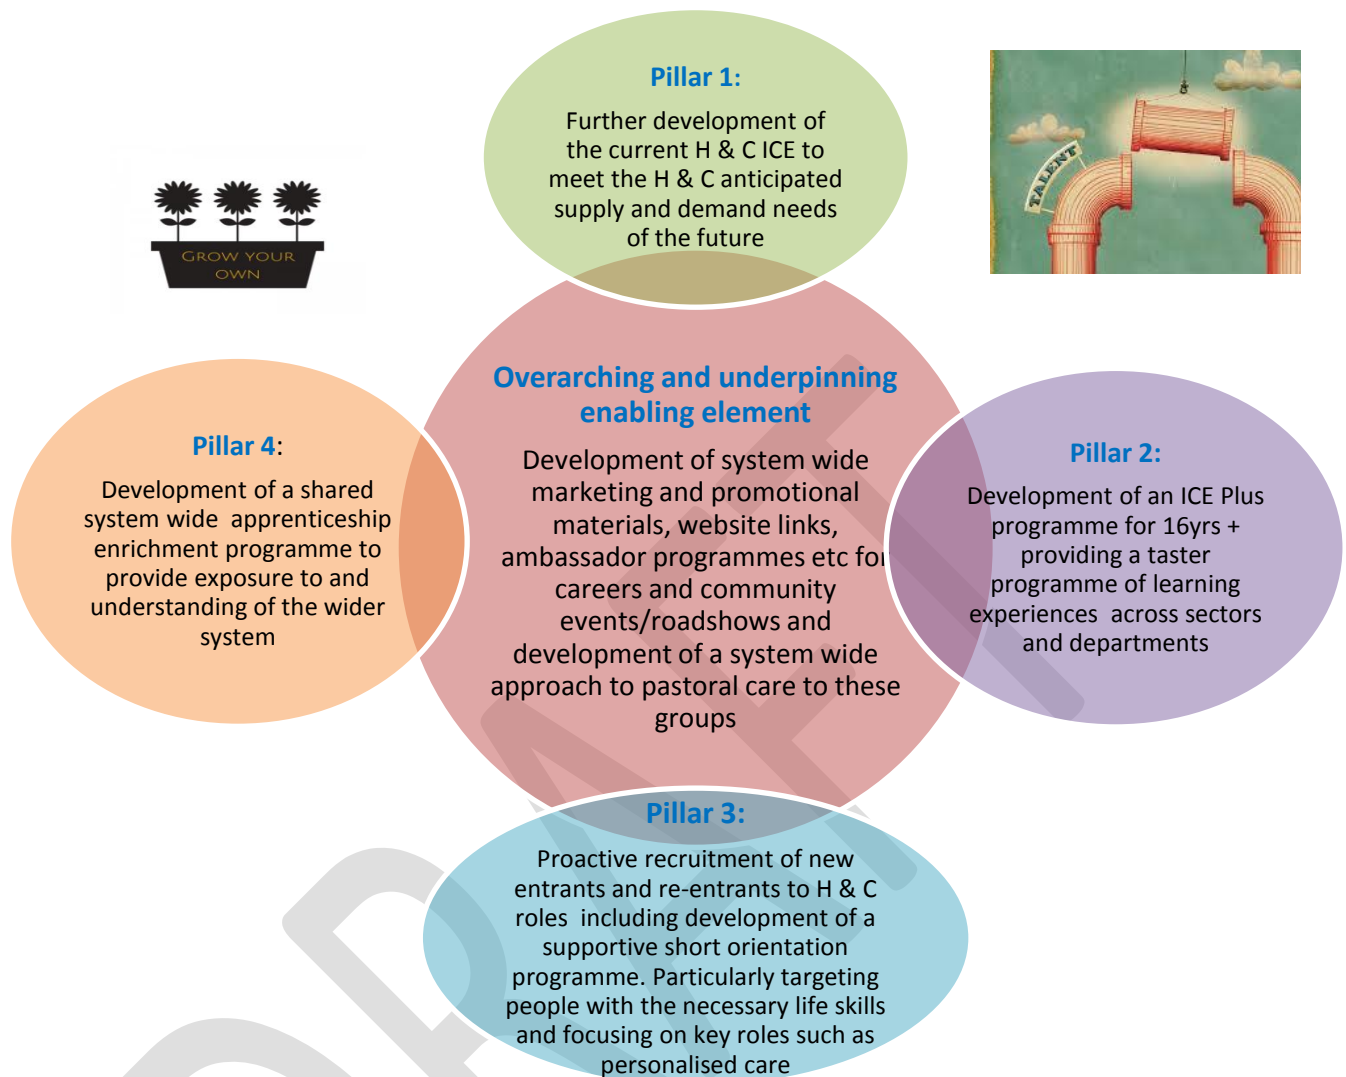 Pillar 1:
Further development of
the current H & C ICE to
meet the H & C anticipated
supply and demand needs
of the future
TALENT
GROW YOUR
OWN
Overarching and underpinning
enabling element
Development of system wide
marketing and promotional
materials, website links,
ambassador programmes etc for
careers and community
events/roadshows and
development of a system wide
approach to pastoral care to these
groups
Pillar 4:
Development of a shared
system wide apprenticeship
enrichment programme to
provide exposure to and
understanding of the wider
system
Pillar 2:
Development of an ICE Plus
programme for 16yrs +
providing a taster
programme of learning
experiences across sectors
and departments
Pillar 3:
Proactive recruitment of new
entrants and re-entrants to H & C
roles including development of a
supportive short orientation
programme. Particularly targeting
people with the necessary life skills
and focusing on key roles such as
personalised care
DRAFT